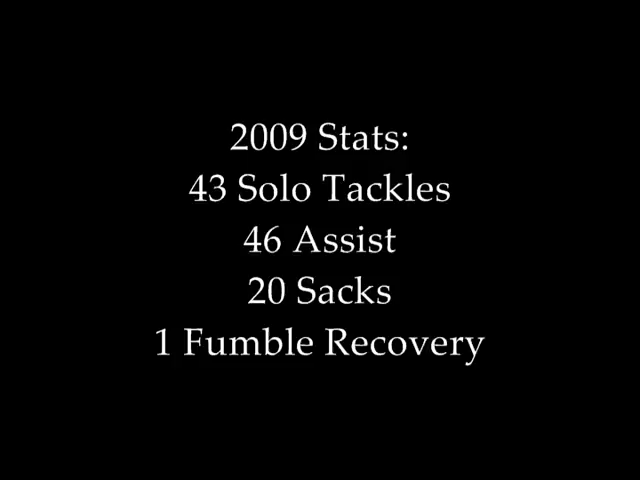 2009 Stats:
43 Solo Tackles
46 Assist
20 Sacks
1 Fumble Recovery